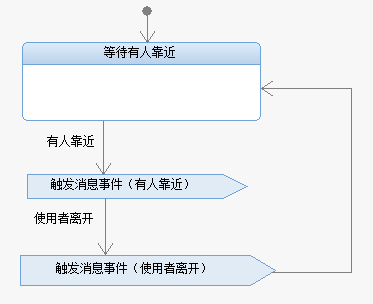 等待有人靠近
有人靠近
触发消息事件（有人靠近）
使用者离开
触发消息事件（使用者离开）